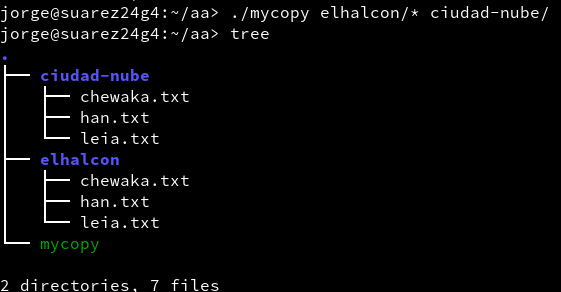 jorge@suarez24g4:~/aa> ./mycopy elhalcon/* ciudad-nube/
jorge@suarez24g4:~/aa> tree
.
├── ciudad-nube
│   ├── chewaka.txt
│   ├── han.txt
│   └── leia.txt
├── elhalcon
│   ├── chewaka.txt
│   ├── han.txt
│   └── leia.txt
└── mycopy

2 directories, 7 files